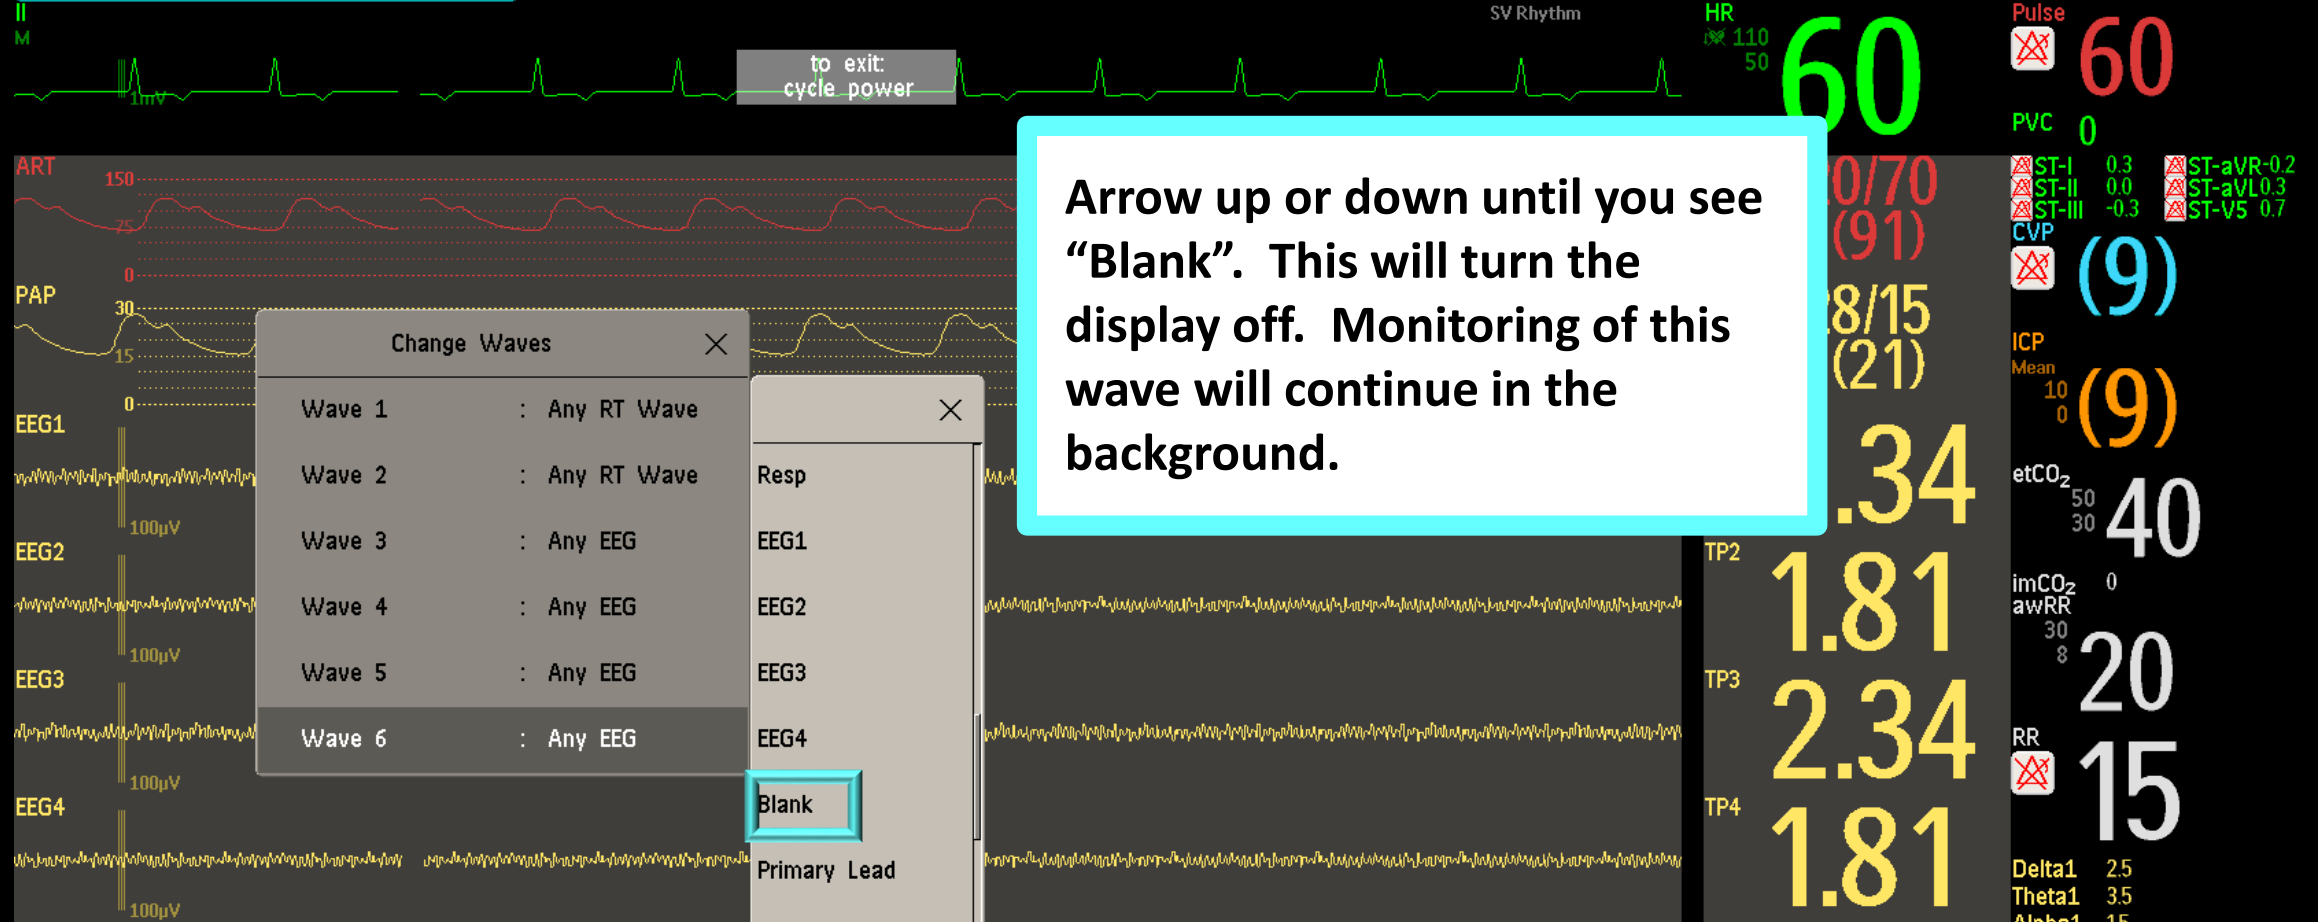 II
M
1mV
to exit:
cycle power
SV Rhythm
HR
110
50
60
Pulse
60
PVC 0
ST-I 0.3 ST-aVR-0.2
ST-II 0.0 ST-aVL0.3
ST-III -0.3 ST-V5 0.7
ART
150
75
0
0/70
(91)
CVP
(9)
PAP
30
15
0
8/15
(21)
ICP
Mean
10
0
(9)
Arrow up or down until you see
“Blank”. This will turn the
display off. Monitoring of this
wave will continue in the
background.
Change Waves
Wave 1 : Any RT Wave
Wave 2 : Any RT Wave
Wave 3 : Any EEG
Wave 4 : Any EEG
Wave 5 : Any EEG
Wave 6 : Any EEG
Resp
EEG1
EEG2
EEG3
EEG4
Blank
Primary Lead
EEG1
100µV
EEG2
100µV
EEG3
100µV
EEG4
100µV
.34
TP2
1.81
TP3
2.34
TP4
1.81
etCO2
50
30
40
imCO2 0
awRR
30
8
20
RR
15
Delta1 2.5
Theta1 3.5